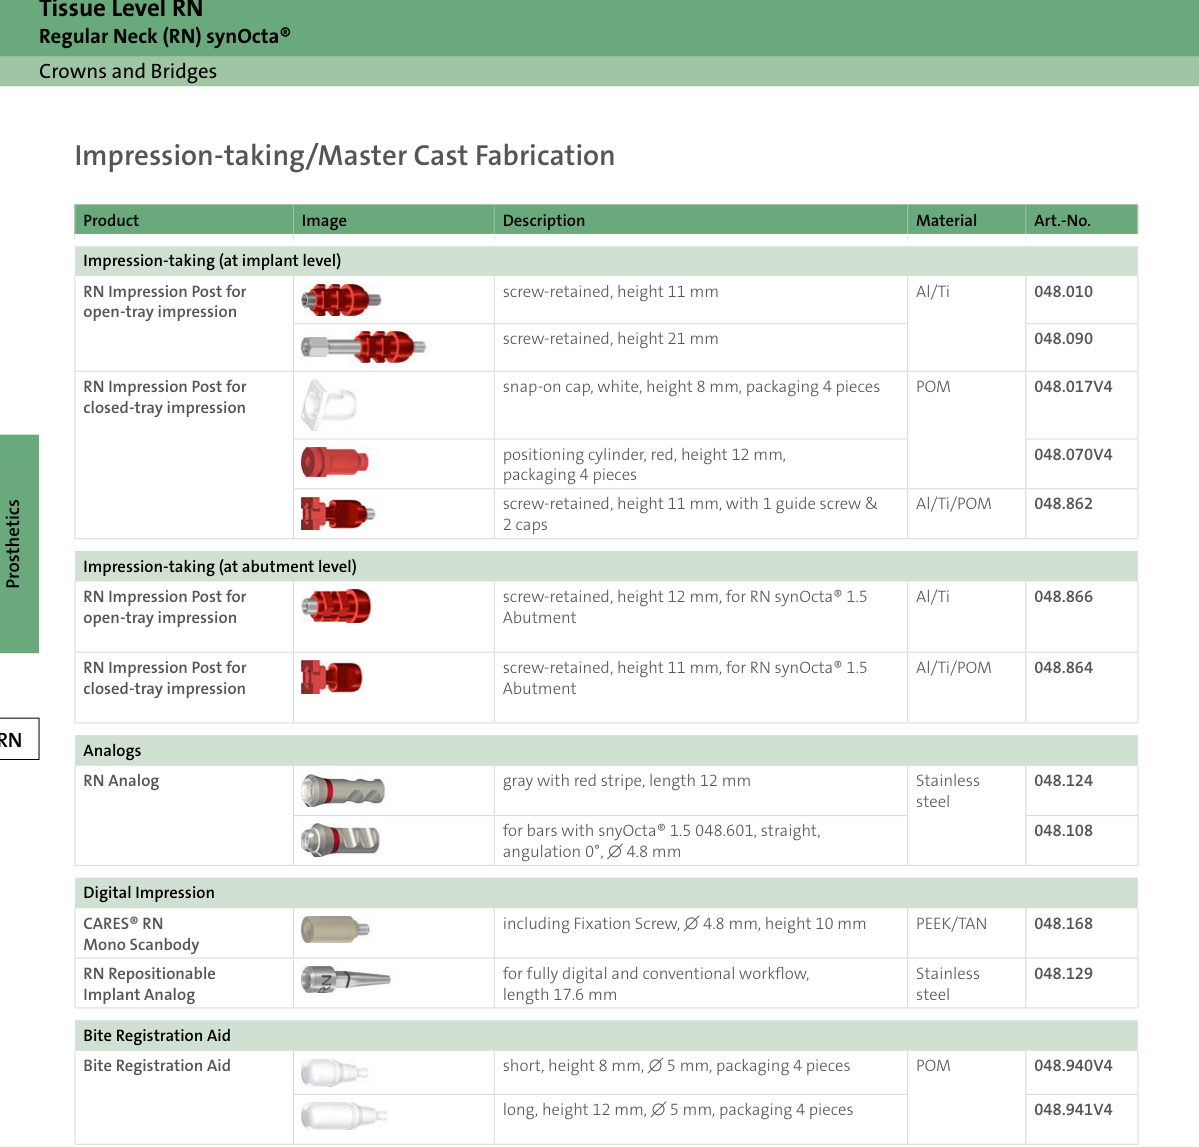 Tissue Level RN
Regular Neck (RN) synOcta®
Crowns and Bridges
Impression-taking/Master Cast Fabrication
Product Image Description Material Art.-No.
Impression-taking (at implant level)
RN Impression Post for
open-tray impression
screw-retained, height 11 mm
Al/Ti
048.010
screw-retained, height 21 mm
048.090
RN Impression Post for
closed-tray impression
snap-on cap, white, height 8 mm, packaging 4 pieces
POM
048.017V4
positioning cylinder, red, height 12 mm,
packaging 4 pieces
048.070V4
screw-retained, height 11 mm, with 1 guide screw &
2 caps
Al/Ti/POM
048.862
Impression-taking (at abutment level)
RN Impression Post for
open-tray impression
screw-retained, height 12 mm, for RN synOcta® 1.5
Abutment
Al/Ti
048.866
RN Impression Post for
closed-tray impression
screw-retained, height 11 mm, for RN synOcta® 1.5
Abutment
Al/Ti/POM
048.864
Analogs
RN Analog
gray with red stripe, length 12 mm
Stainless
steel
048.124
for bars with snyOcta® 1.5 048.601, straight,
angulation 0°, ∅ 4.8 mm
048.108
Digital Impression
CARES® RN
Mono Scanbody
including Fixation Screw, ∅ 4.8 mm, height 10 mm
PEEK/TAN
048.168
RN Repositionable
Implant Analog
RN
for fully digital and conventional workflow,
length 17.6 mm
Stainless
steel
048.129
Bite Registration Aid
Bite Registration Aid
short, height 8 mm, ∅ 5 mm, packaging 4 pieces
POM
048.940V4
long, height 12 mm, ∅ 5 mm, packaging 4 pieces
048.941V4
Prosthetics
RN